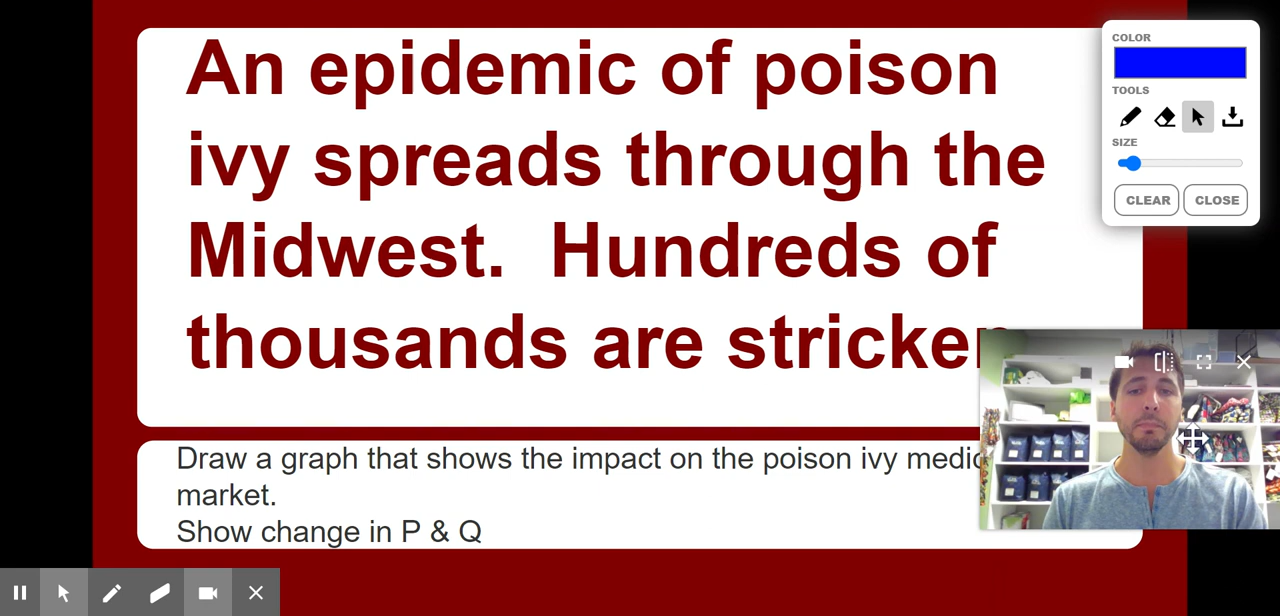 An epidemic of poison
ivy spreads through the
Midwest.  Hundreds of
thousands are stricken
Draw a graph that shows the impact on the poison ivy
market.
Show change in P & Q
COLOR
TOOLS
SIZE
CLEAR
CLOSE